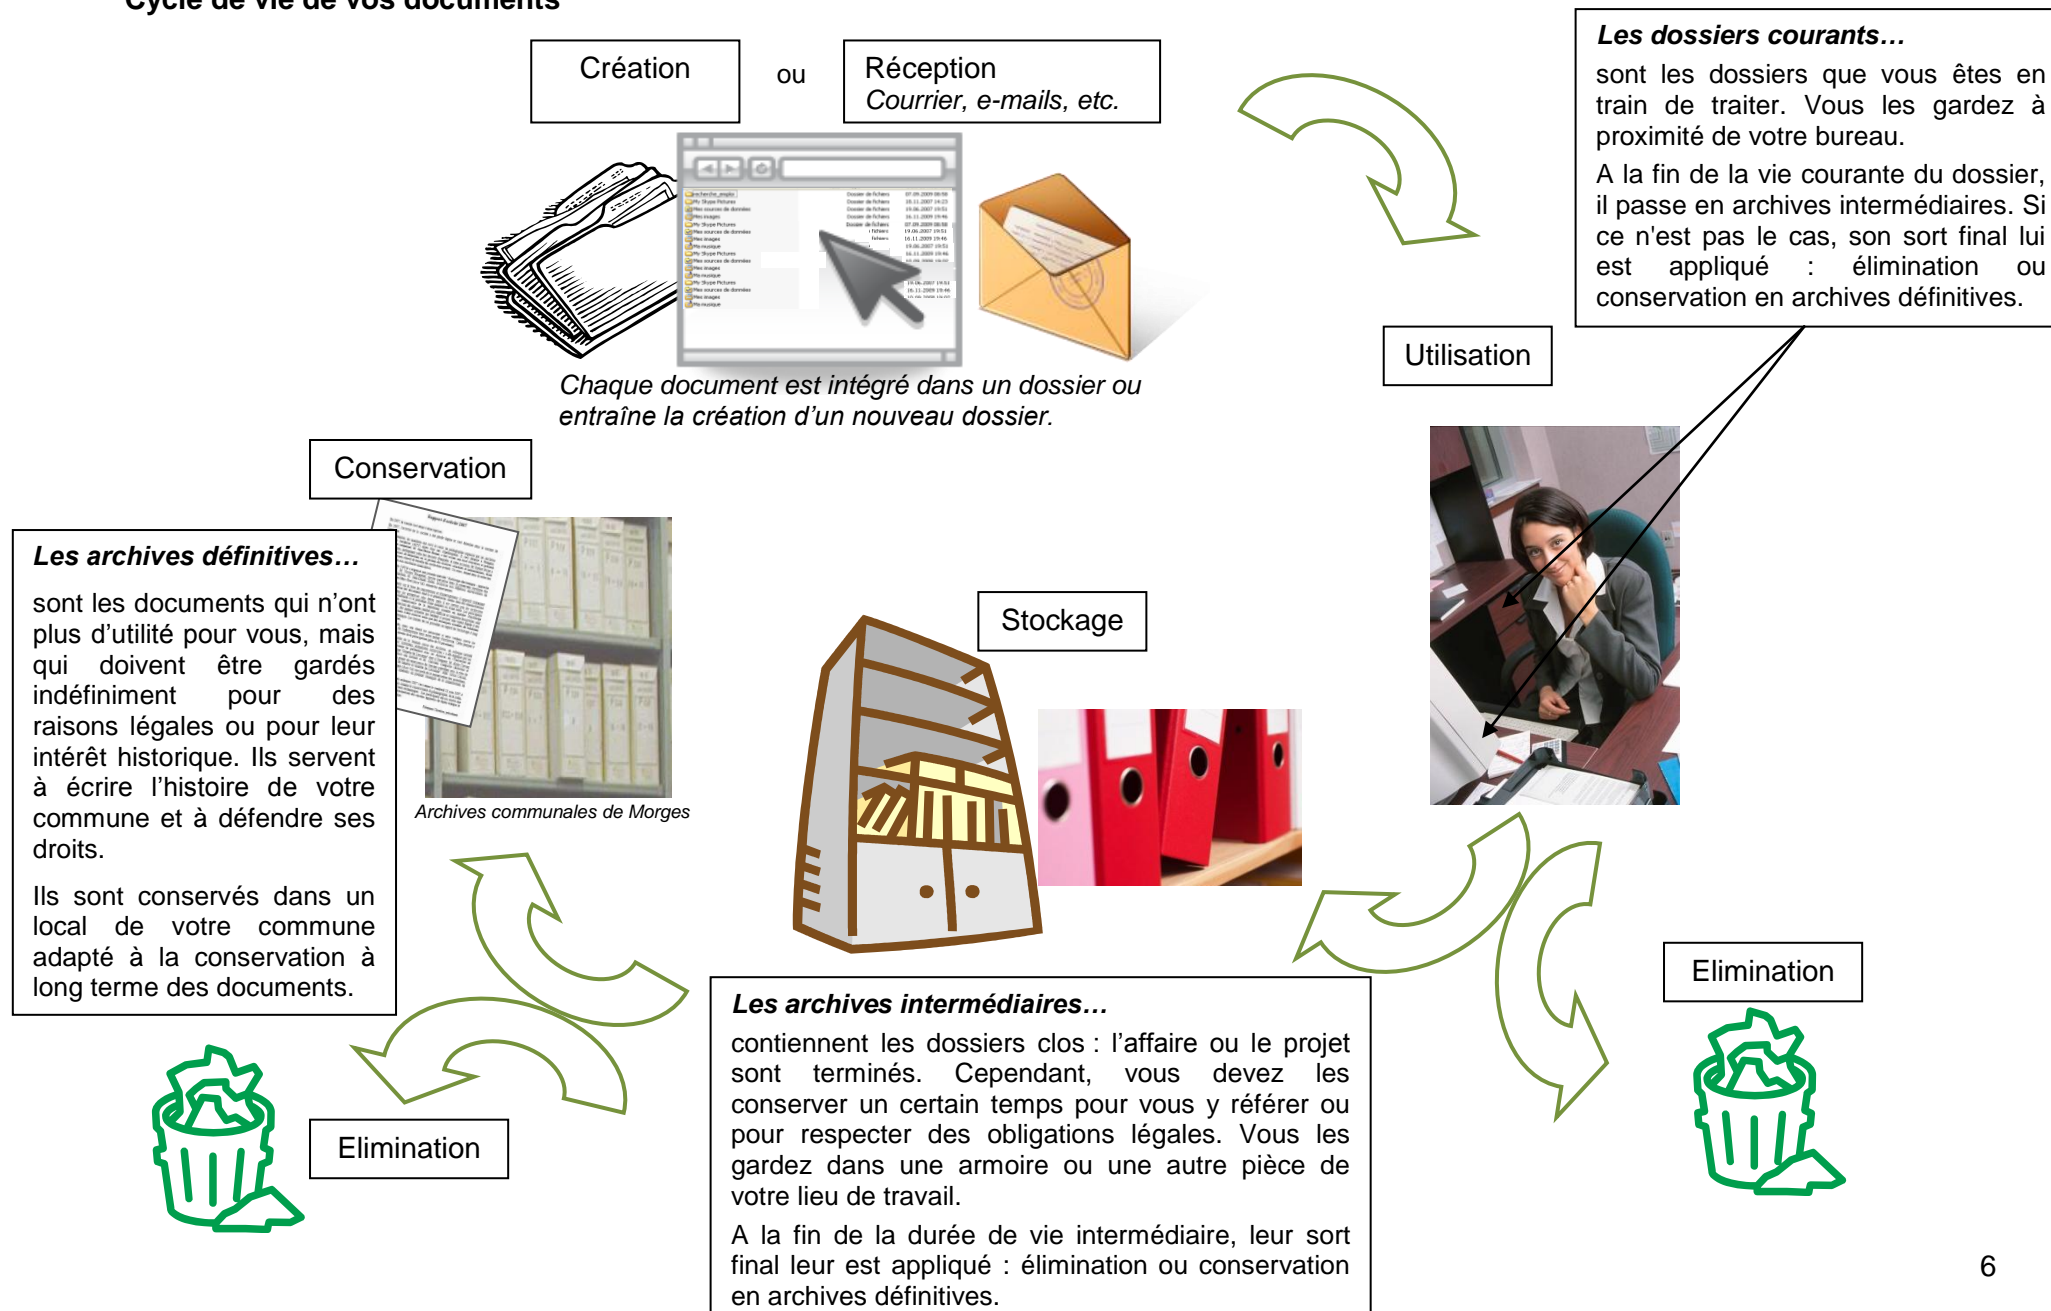 Cycle de vie de vos documents
Création
ou
Réception
Courrier, e-mails, etc.
Chaque document est intégré dans un dossier ou
entraîne la création d’un nouveau dossier.
Les dossiers courants…
sont les dossiers que vous êtes en
train de traiter. Vous les gardez à
proximité de votre bureau.
A la fin de la vie courante du dossier,
il passe en archives intermédiaires. Si
ce n'est pas le cas, son sort final lui
est appliqué : élimination ou
conservation en archives définitives.
Utilisation
Conservation
Les archives définitives…
sont les documents qui n’ont
plus d’utilité pour vous, mais
qui doivent être gardés
indéfiniment pour des
raisons légales ou pour leur
intérêt historique. Ils servent
à écrire l’histoire de votre
commune et à défendre ses
droits.
Ils sont conservés dans un
local de votre commune
adapté à la conservation à
long terme des documents.
Archives communales de Morges
Stockage
Les archives intermédiaires…
contiennent les dossiers clos : l’affaire ou le projet
sont terminés. Cependant, vous devez les
conserver un certain temps pour vous y référer ou
pour respecter des obligations légales. Vous les
gardez dans une armoire ou une autre pièce de
votre lieu de travail.
A la fin de la durée de vie intermédiaire, leur sort
final leur est appliqué : élimination ou conservation
en archives définitives.
Elimination
Elimination
6